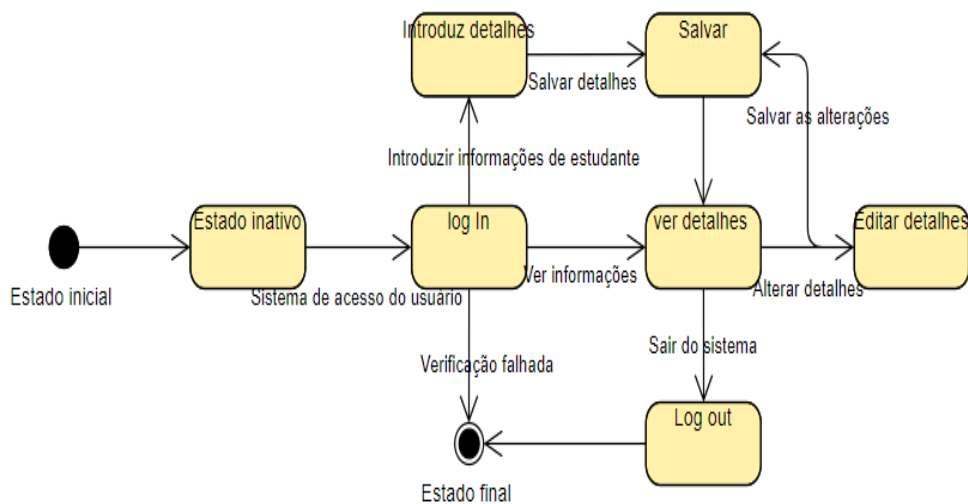 Introduz detalhes
Salvar
Salvar detalhes
Salvar as alterações
Introduzir informações de estudante
Estado inativo
log In
ver detalhes
Editar detalhes
Estado inicial
Sistema de acesso do usuário
Ver informações
Alterar detalhes
Verificação falhada
Sair do sistema
Log out
Estado final